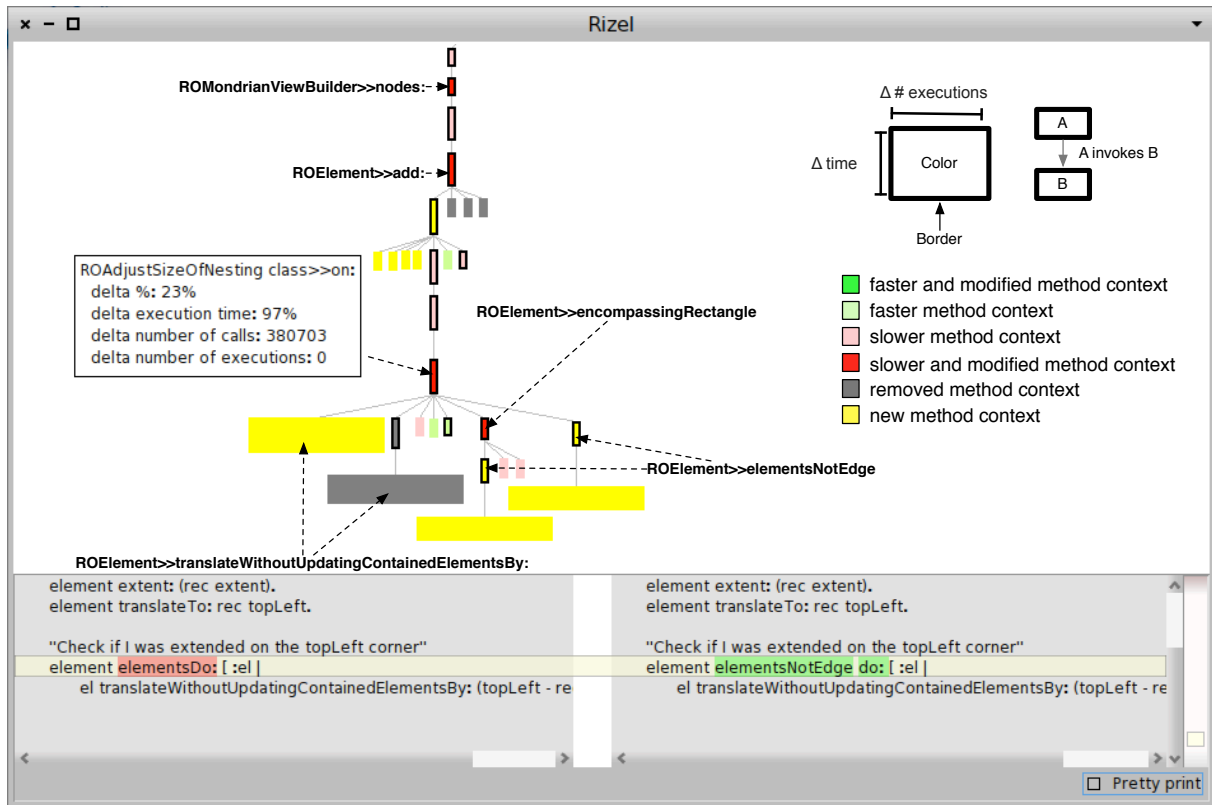 Rizel
ROMondrianViewBuilder>>nodes:
ROElement>>add:
Δ # executions
Δ time
Color
Border
A
A invokes B
B
ROAdjustSizeOfNesting class>>on:
delta %: 23%
delta execution time: 97%
delta number of calls: 380703
delta number of executions: 0
ROElement>>encompassingRectangle
faster and modified method context
faster method context
slower method context
slower and modified method context
removed method context
new method context
ROElement>>elementsNotEdge
ROElement>>translateWithoutUpdatingContainedElementsBy:
element extent: (rec extent).
element translateTo: rec topLeft.
"Check if I was extended on the topLeft corner"
element elementsDo: [ :el |
el translateWithoutUpdatingContainedElementsBy: (topLeft - re
element extent: (rec extent).
element translateTo: rec topLeft.
"Check if I was extended on the topLeft corner"
element elementsNotEdge do: [ :el |
el translateWithoutUpdatingContainedElementsBy: (topLeft - re
Pretty print